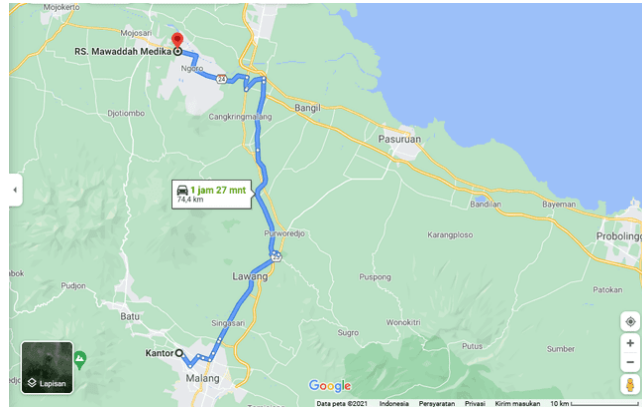 Mojokerto
Mojosari
RS. Mawaddah Medika
Ngoro
24
Bangil
Djotiombo
Cangkringmalang
Pasuruan
1 jam 27 mnt
74,4 km
Bandilan
Bayeman
Purworedjo
Karangploso
Probolinggo
Lawang
Pudjon
Puspong
Patokan
Batu
Singasari
Wonokitri
Sugro
Putus
Sumber
Kantor
Malang
Lapisan
Google
Data peta ©2021 Indonesia Persyaratan Privasi Kirim masukan 10 km